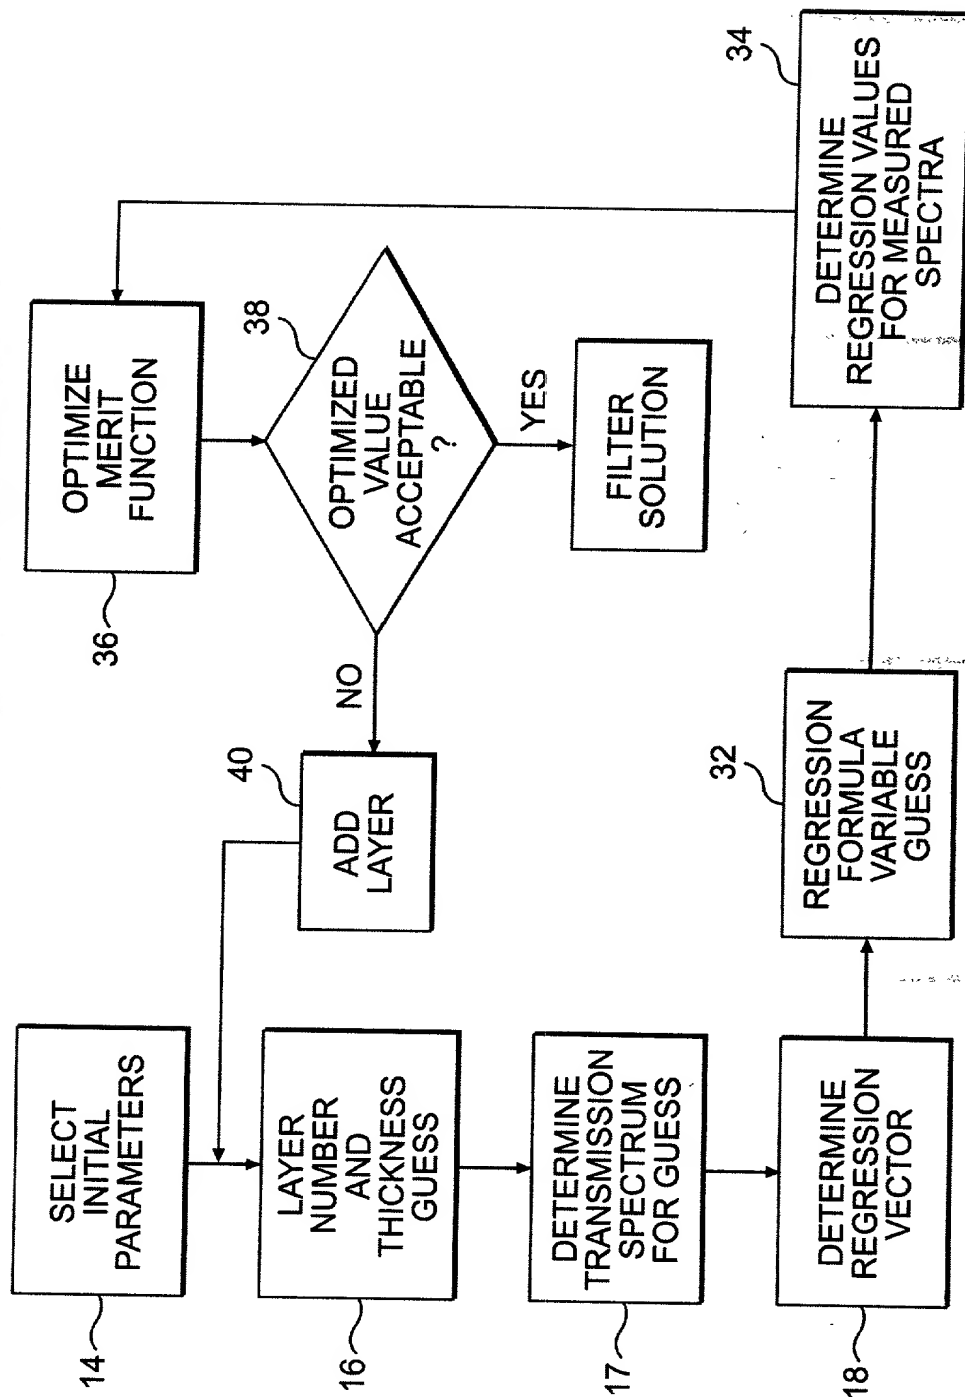 14
SELECT
INITIAL
PARAMETERS
16
LAYER
NUMBER
AND
THICKNESS
GUESS
17
DETERMINE
TRANSMISSION
SPECTRUM
FOR GUESS
18
DETERMINE
REGRESSION
VECTOR
32
REGRESSION
FORMULA
VARIABLE
GUESS
34
DETERMINE
REGRESSION VALUES
FOR MEASURED
SPECTRA
36
OPTIMIZE
MERIT
FUNCTION
38
OPTIMIZED
VALUE
ACCEPTABLE
?
YES
FILTER
SOLUTION
NO
40
ADD
LAYER